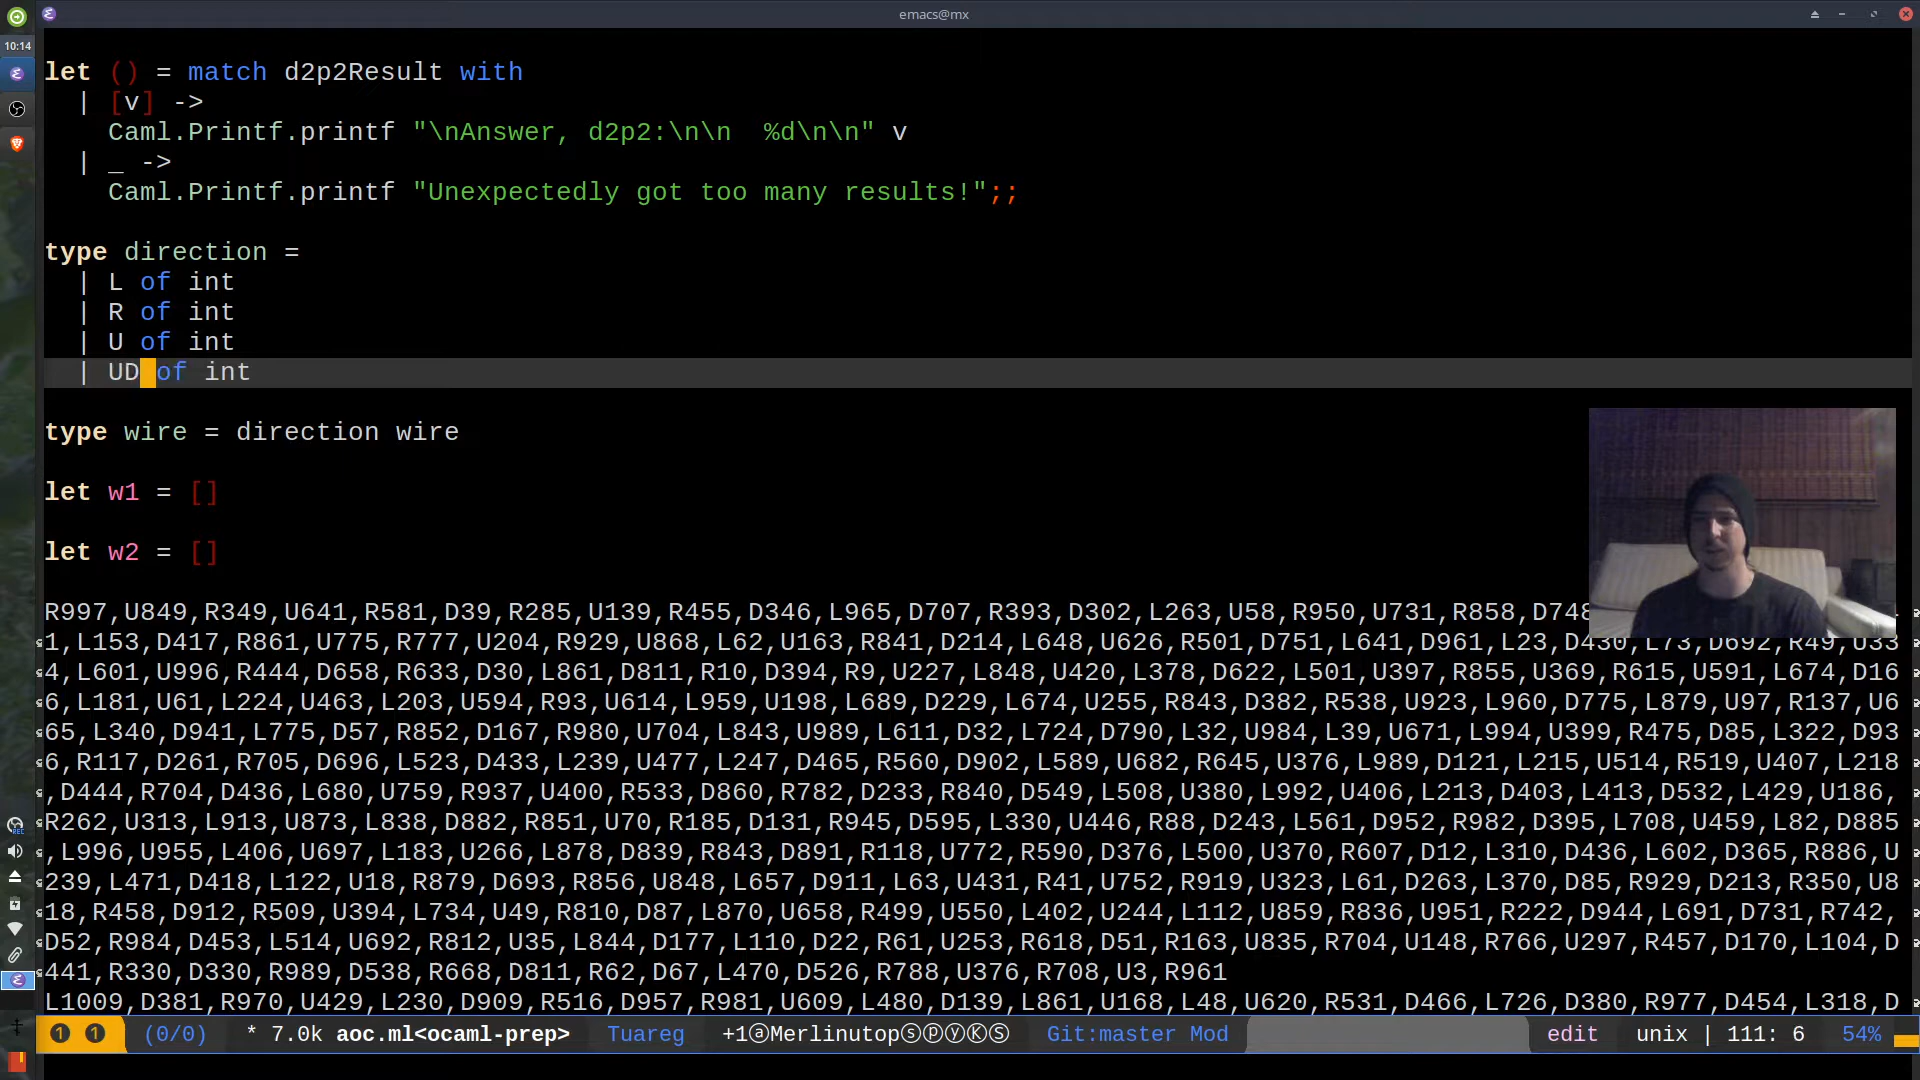 emacs@mx
10:14
let () = match d2p2Result with
| [v] ->
Caml.Printf.printf "\nAnswer, d2p2:\n\n  %d\n\n" v
| _ ->
Caml.Printf.printf "Unexpectedly got too many results!";;
type direction =
| L of int
| R of int
| U of int
| UD of int
type wire = direction wire
let w1 = []
let w2 = []
R997,U849,R349,U641,R581,D39,R285,U139,R455,D346,L965,D707,R393,D302,L263,U58,R950,U731,R858,D748
1,L153,D417,R861,U775,R777,U204,R929,U868,L62,U163,R841,D214,L648,U626,R501,D751,L641,D961,L23,D430,L73,D692,R49,U33
4,L601,U996,R444,D658,R633,D30,L861,D811,R10,D394,R9,U227,L848,U420,L378,D622,L501,U397,R855,U369,R615,U591,L674,D16
6,L181,U61,L224,U463,L203,U594,R93,U614,L959,U198,L689,D229,L674,U255,R843,D382,R538,U923,L960,D775,L879,U97,R137,U6
65,L340,D941,L775,D57,R852,D167,R980,U704,L843,U989,L611,D32,L724,D790,L32,U984,L39,U671,L994,U399,R475,D85,L322,D93
6,R117,D261,R705,D696,L523,D433,L239,U477,L247,D465,R560,D902,L589,U682,R645,U376,L989,D121,L215,U514,R519,U407,L218
,D444,R704,D436,L680,U759,R937,U400,R533,D860,R782,D233,R840,D549,L508,U380,L992,U406,L213,D403,L413,D532,L429,U186,
R262,U313,L913,U873,L838,D882,R851,U70,R185,D131,R945,D595,L330,U446,R88,D243,L561,D952,R982,D395,L708,U459,L82,D885
,L996,U955,L406,U697,L183,U266,L878,D839,R843,D891,R118,U772,R590,D376,L500,U370,R607,D12,L310,D436,L602,D365,R886,U
239,L471,D418,L122,U18,R879,D693,R856,U848,L657,D911,L63,U431,R41,U752,R919,U323,L61,D263,L370,D85,R929,D213,R350,U8
18,R458,D912,R509,U394,L734,U49,R810,D87,L870,U658,R499,U550,L402,U244,L112,U859,R836,U951,R222,D944,L691,D731,R742,
D52,R984,D453,L514,U692,R812,U35,L844,D177,L110,D22,R61,U253,R618,D51,R163,U835,R704,U148,R766,U297,R457,D170,L104,D
441,R330,D330,R989,D538,R668,D811,R62,D67,L470,D526,R788,U376,R708,U3,R961
L1009,D381,R970,U429,L230,D909,R516,D957,R981,U609,L480,D139,L861,U168,L48,U620,R531,D466,L726,D380,R977,D454,L318,D
❶ ❶ (0/0) * 7.0k aoc.ml<ocaml-prep> Tuareg +1ⓐMerlinutopⓢⓟⓨⓀⓈ Git:master Mod edit unix | 111: 6 54%